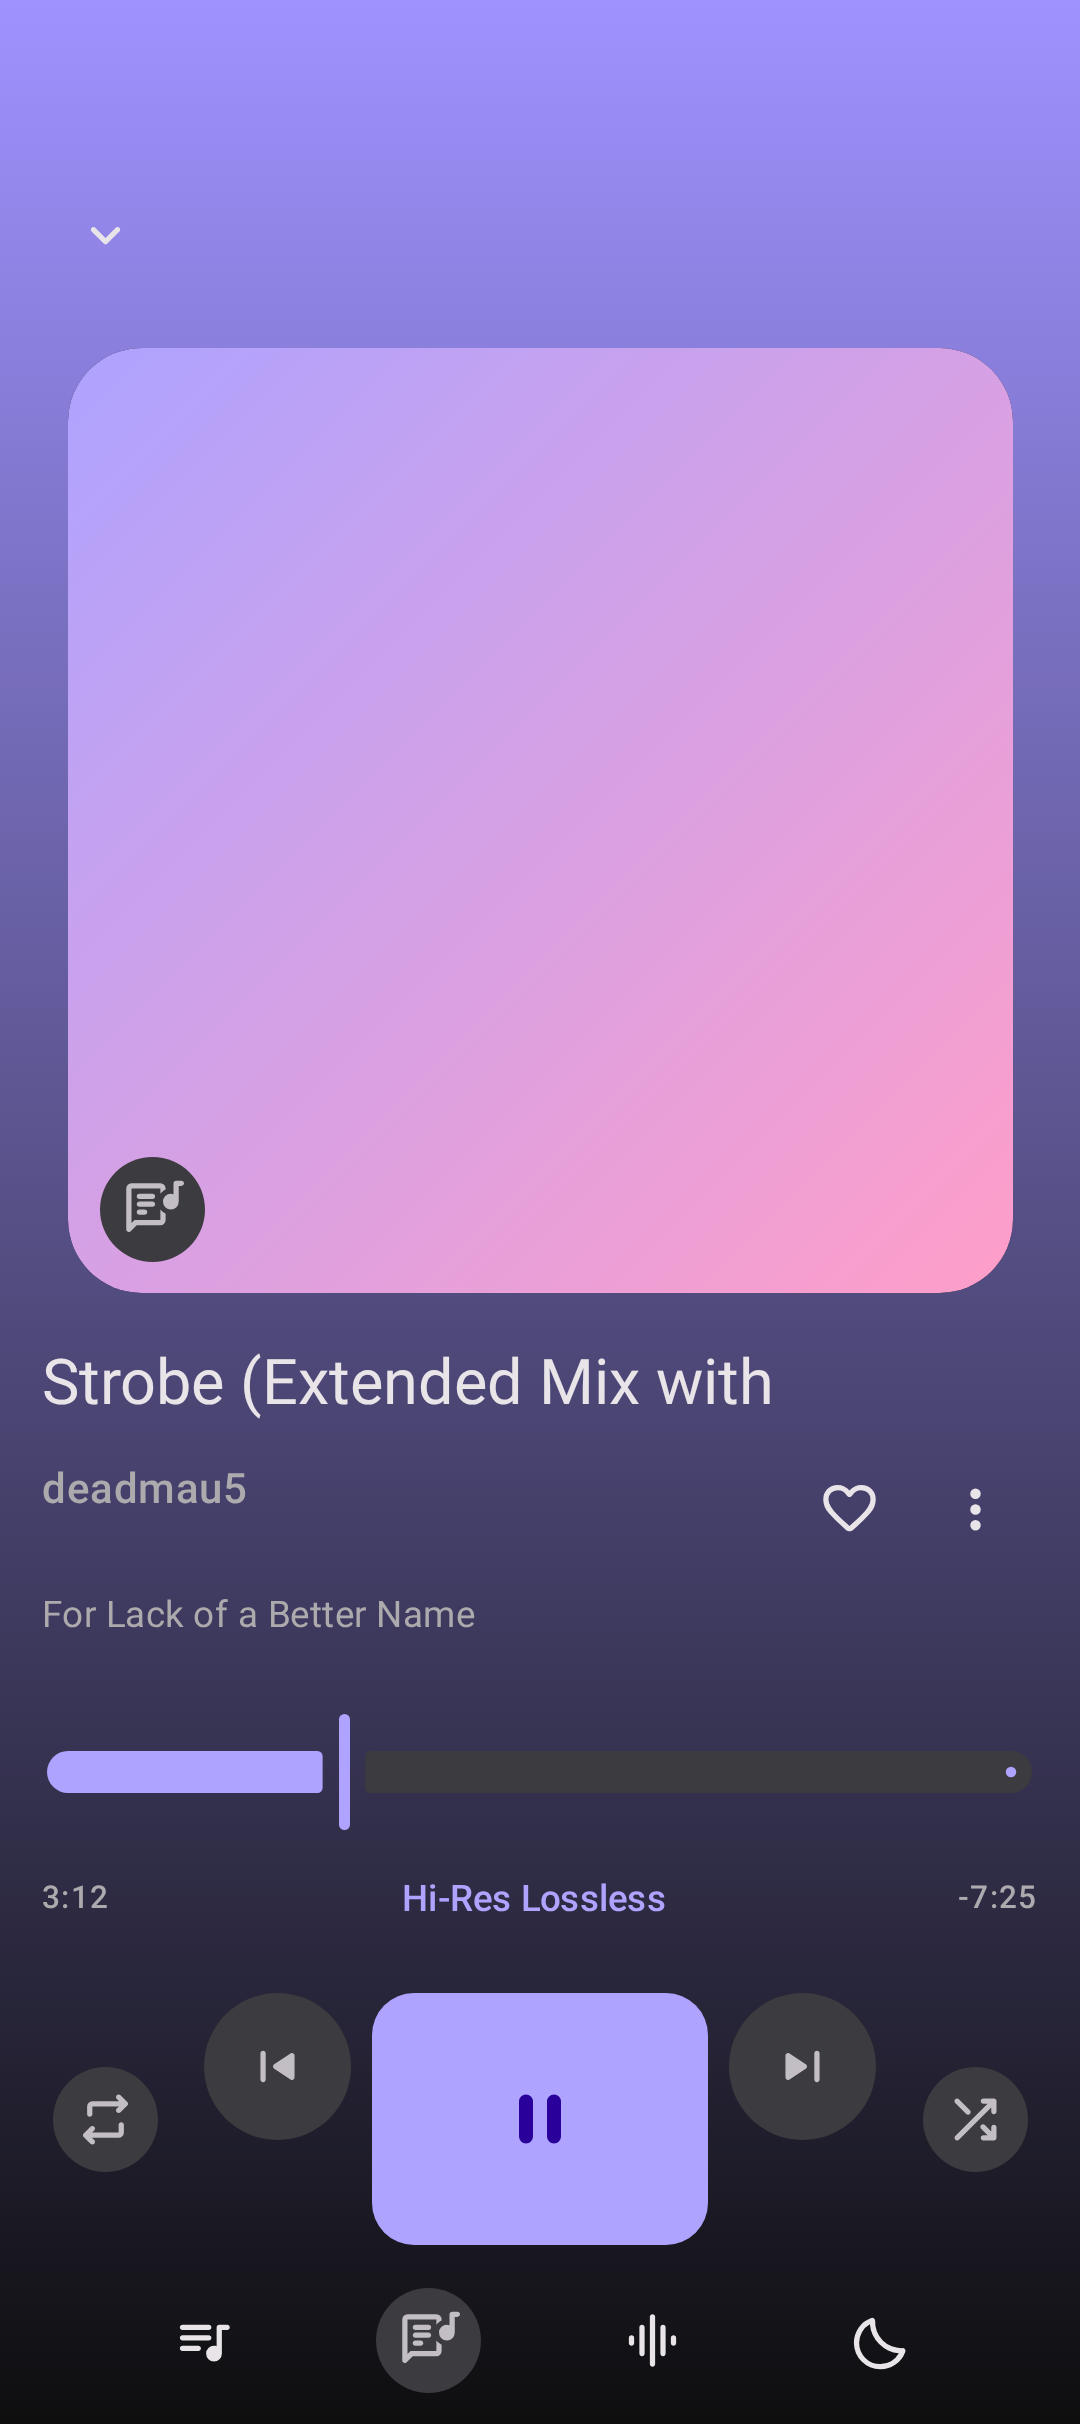 Strobe (Extended Mix with
deadmau5
For Lack of a Better Name
3:12
Hi-Res Lossless
-7:25